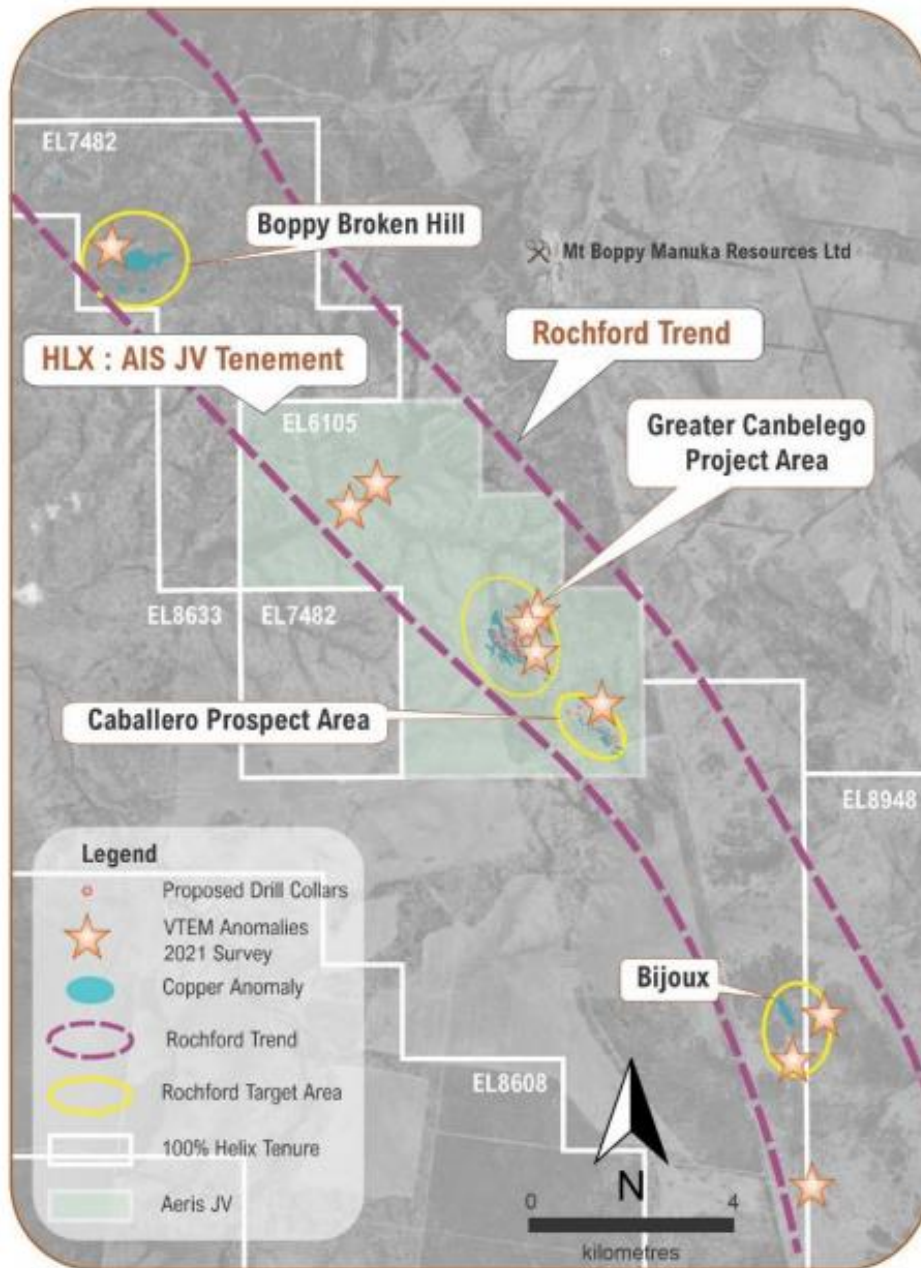 EL7482
Boppy Broken Hill
Mt Boppy Manuka Resources Ltd
HLX : AIS JV Tenement
Rochford Trend
EL6105
Greater Canbelego
Project Area
EL8633
EL7482
Caballero Prospect Area
EL8948
Legend
Proposed Drill Collars
VTEM Anomalies
2021 Survey
Copper Anomaly
Rochford Trend
Rochford Target Area
100% Helix Tenure
Aeris JV
Bijoux
EL8608
N
0 4
kilometres